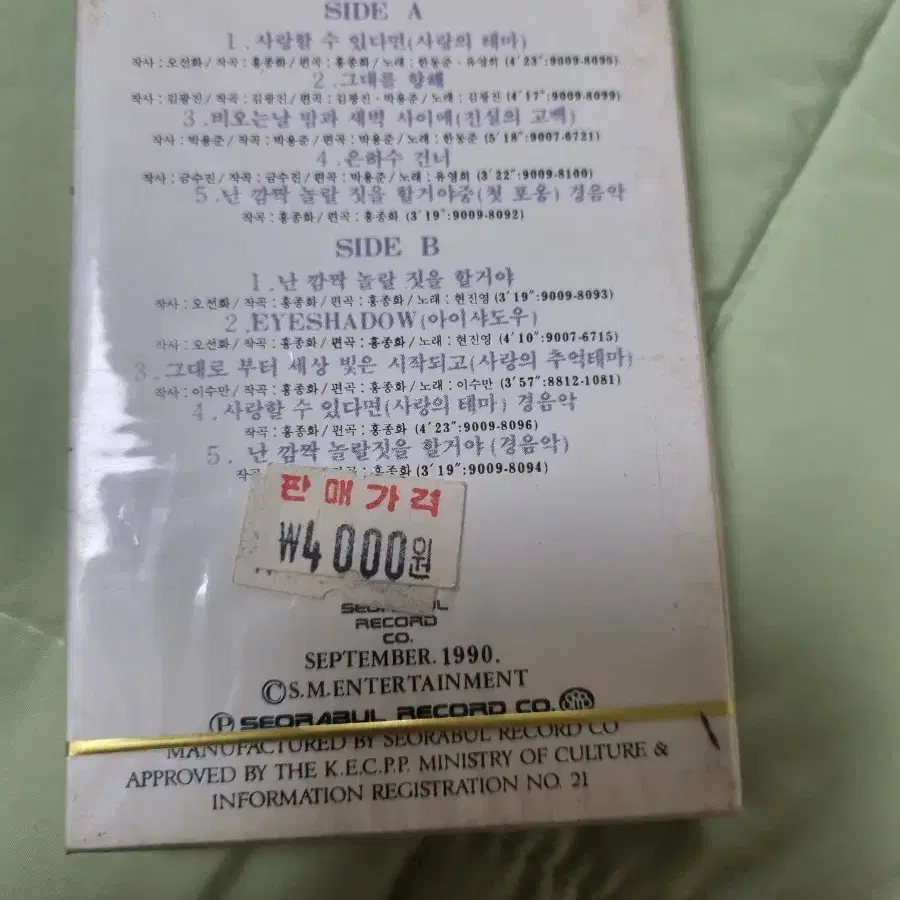 SIDE A
1. 사랑할 수 있다면(사랑의 테마)
작사:오선화/작곡:홍종화/편곡:홍종화/노래:한동준·유영희 (4'23":9009-8095)
2. 그대를 향해
작사:김광진/작곡:김광진/편곡:김광진·박용준/노래:김광진 (4'17":9009-8099)
3. 비오는날 밤과 새벽 사이에(진실의 고백)
작사:박용준/작곡:박용준/편곡:박용준/노래:한동준 (5'18":9007-6721)
4. 은하수 건너
작사:금수진/작곡:금수진/편곡:박용준/노래:유영희 (3'22":9009-8100)
5. 난 깜짝 놀랄 짓을 할거야중(첫 포옹) 경음악
작곡:홍종화/편곡:홍종화 (3'19":9009-8092)
SIDE B
1. 난 깜짝 놀랄 짓을 할거야
작사:오선화/작곡:홍종화/편곡:홍종화/노래:현진영 (3'19":9009-8093)
2. EYESHADOW(아이샤도우)
작사:오선화/작곡:홍종화/편곡:홍종화/노래:현진영 (4'10":9007-6715)
3. 그대로 부터 세상 빛은 시작되고(사랑의 추억테마)
작사:이수만/작곡:홍종화/편곡:홍종화/노래:이수만 (3'57":8812-1081)
4. 사랑할 수 있다면(사랑의 테마) 경음악
작곡:홍종화/편곡:홍종화 (4'23":9009-8096)
5. 난 깜짝 놀랄짓을 할거야(경음악)
작곡 홍종화 (3'19":9009-8094)
판매가격
₩4000원
SEORABUL
RECORD
CO.
SEPTEMBER. 1990.
ⓒS.M.ENTERTAINMENT
Ⓟ SEORABUL RECORD CO.
MANUFACTURED BY SEORABUL RECORD CO
APPROVED BY THE K.E.C.P.P. MINISTRY OF CULTURE &
INFORMATION REGISTRATION NO. 21